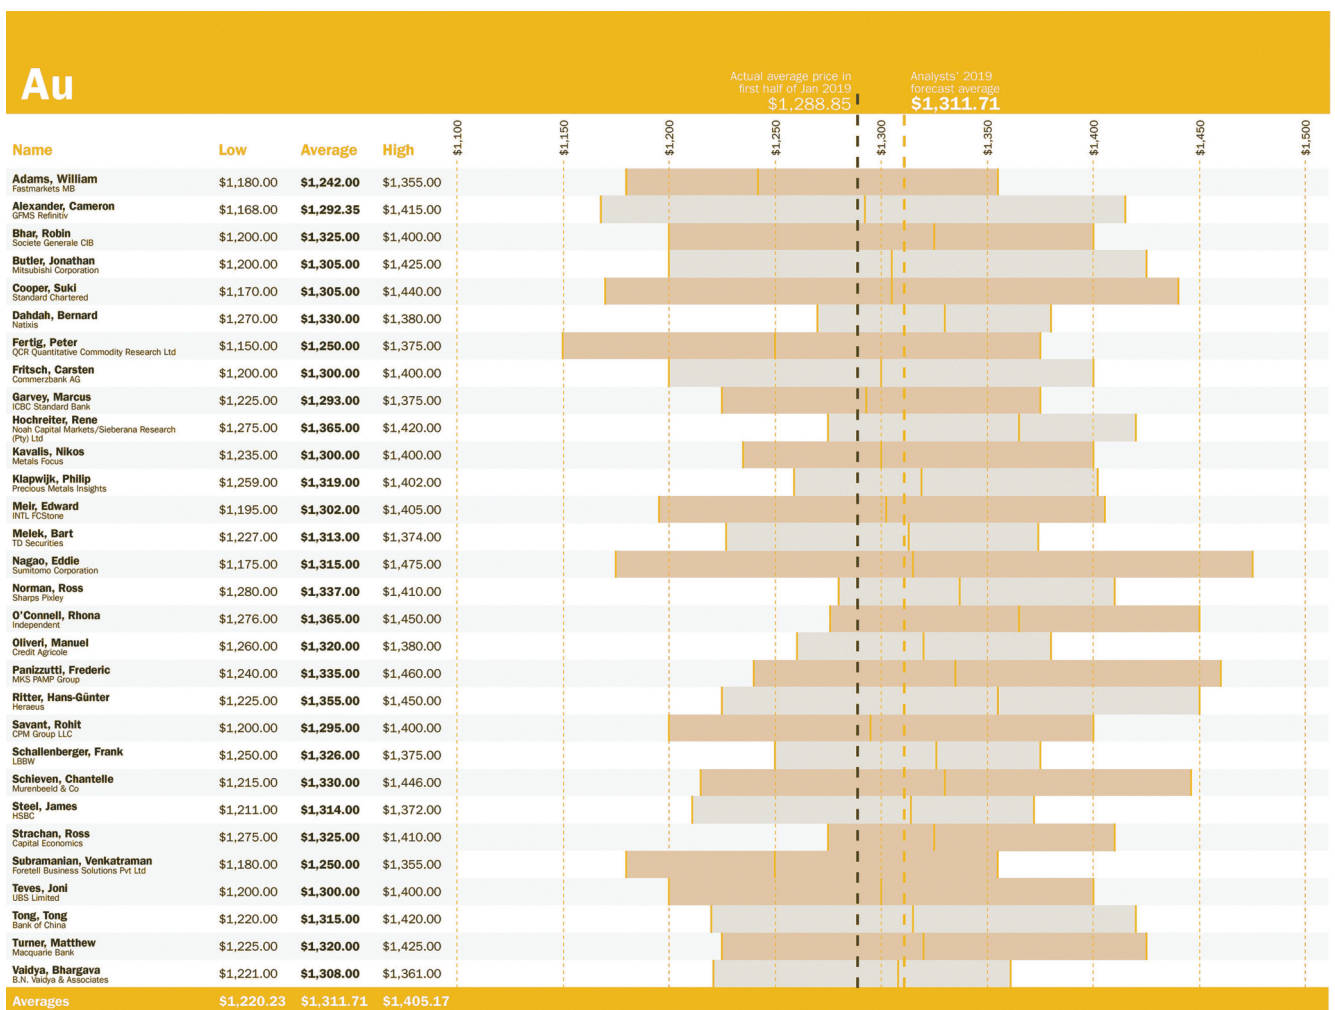 Au
Actual average price in
first half of Jan 2019
$1,288.85
Analysts' 2019
forecast average
$1,311.71
Name Low Average High $1,100 $1,150 $1,200 $1,250 $1,300 $1,350 $1,400 $1,450 $1,500
Adams, William
Fastmarkets MB
$1,180.00 $1,242.00 $1,355.00
Alexander, Cameron
GFMS Refinitiv
$1,168.00 $1,292.35 $1,415.00
Bhar, Robin
Societe Generale CIB
$1,200.00 $1,325.00 $1,400.00
Butler, Jonathan
Mitsubishi Corporation
$1,200.00 $1,305.00 $1,425.00
Cooper, Suki
Standard Chartered
$1,170.00 $1,305.00 $1,440.00
Dahdah, Bernard
Natixis
$1,270.00 $1,330.00 $1,380.00
Fertig, Peter
QCR Quantitative Commodity Research Ltd
$1,150.00 $1,250.00 $1,375.00
Fritsch, Carsten
Commerzbank AG
$1,200.00 $1,300.00 $1,400.00
Garvey, Marcus
ICBC Standard Bank
$1,225.00 $1,293.00 $1,375.00
Hochreiter, Rene
Noah Capital Markets/Sieberana Research
(Pty) Ltd
$1,275.00 $1,365.00 $1,420.00
Kavalis, Nikos
Metals Focus
$1,235.00 $1,300.00 $1,400.00
Klapwijk, Philip
Precious Metals Insights
$1,259.00 $1,319.00 $1,402.00
Meir, Edward
INTL FCStone
$1,195.00 $1,302.00 $1,405.00
Melek, Bart
TD Securities
$1,227.00 $1,313.00 $1,374.00
Nagao, Eddie
Sumitomo Corporation
$1,175.00 $1,315.00 $1,475.00
Norman, Ross
Sharps Pixley
$1,280.00 $1,337.00 $1,410.00
O'Connell, Rhona
Independent
$1,276.00 $1,365.00 $1,450.00
Oliveri, Manuel
Credit Agricole
$1,260.00 $1,320.00 $1,380.00
Panizzutti, Frederic
MKS PAMP Group
$1,240.00 $1,335.00 $1,460.00
Ritter, Hans-Günter
Heraeus
$1,225.00 $1,355.00 $1,450.00
Savant, Rohit
CPM Group LLC
$1,200.00 $1,295.00 $1,400.00
Schallenberger, Frank
LBBW
$1,250.00 $1,326.00 $1,375.00
Schieven, Chantelle
Murenbeeld & Co
$1,215.00 $1,330.00 $1,446.00
Steel, James
HSBC
$1,211.00 $1,314.00 $1,372.00
Strachan, Ross
Capital Economics
$1,275.00 $1,325.00 $1,410.00
Subramanian, Venkatraman
Foretell Business Solutions Pvt Ltd
$1,180.00 $1,250.00 $1,355.00
Teves, Joni
UBS Limited
$1,200.00 $1,300.00 $1,400.00
Tong, Tong
Bank of China
$1,220.00 $1,315.00 $1,420.00
Turner, Matthew
Macquarie Bank
$1,225.00 $1,320.00 $1,425.00
Vaidya, Bhargava
B.N. Vaidya & Associates
$1,221.00 $1,308.00 $1,361.00
Averages $1,220.23 $1,311.71 $1,405.17